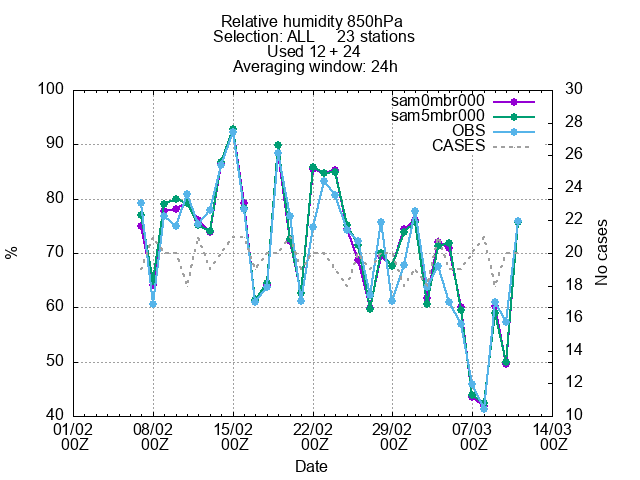 Relative humidity 850hPa
Selection: ALL 23 stations
Used 12 + 24
Averaging window: 24h
100
90
80
70
60
50
40
%
30
28
26
24
22
20
18
16
14
12
10
No cases
sam0mbr000
sam5mbr000
OBS
CASES
01/02 08/02 15/02 22/02 29/02 07/03 14/03
00Z 00Z 00Z 00Z 00Z 00Z 00Z
Date